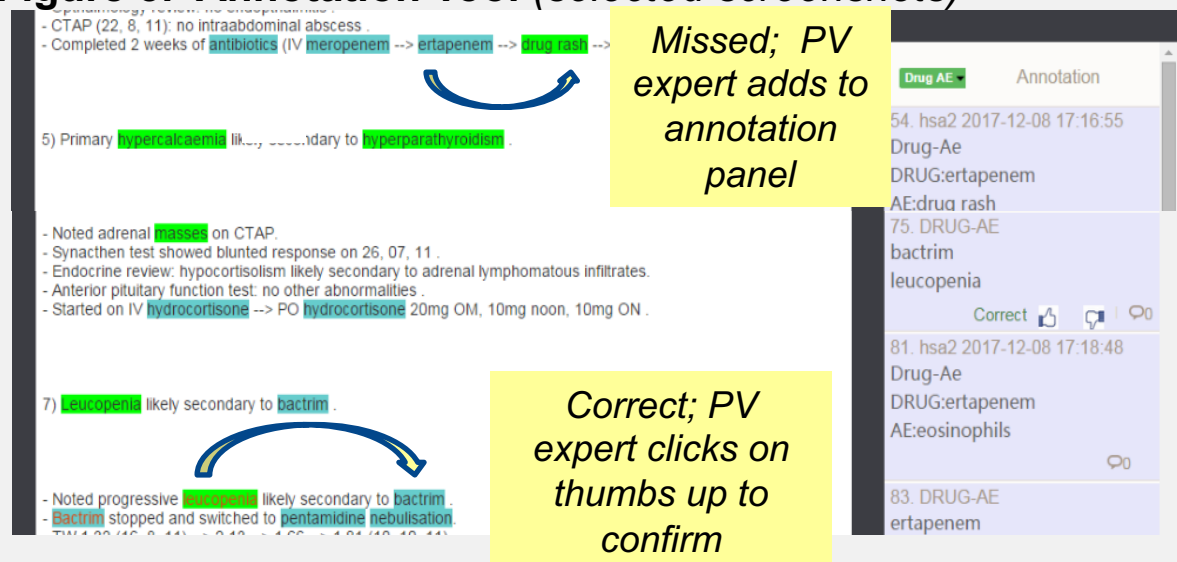 (selected screenshots)
- CTAP (22, 8, 11): no intraabdominal abscess .
- Completed 2 weeks of antibiotics (IV meropenem --> ertapenem --> drug rash -->
5) Primary hypercalcaemia to hyperparathyroidism .
- Noted adrenal masses on CTAP.
- Synacthen test showed blunted response on 26, 07, 11 .
- Endocrine review: hypocortisolism likely secondary to adrenal lymphomatous infiltrates.
- Anterior pituitary function test: no other abnormalities .
- Started on IV hydrocortisone --> PO hydrocortisone 20mg OM, 10mg noon, 10mg ON .
7) Leucopenia likely secondary to bactrim .
- Noted progressive leucopenia likely secondary to bactrim .
- Bactrim stopped and switched to pentamidine nebulisation.
Missed; PV
expert adds to
annotation
panel
Correct; PV
expert clicks on
thumbs up to
confirm
Drug AE Annotation
54. hsa2 2017-12-08 17:16:55
Drug-Ae
DRUG:ertapenem
AE:drug rash
75. DRUG-AE
bactrim
leucopenia
Correct 0
81. hsa2 2017-12-08 17:18:48
Drug-Ae
DRUG:ertapenem
AE:eosinophils
0
83. DRUG-AE
ertapenem